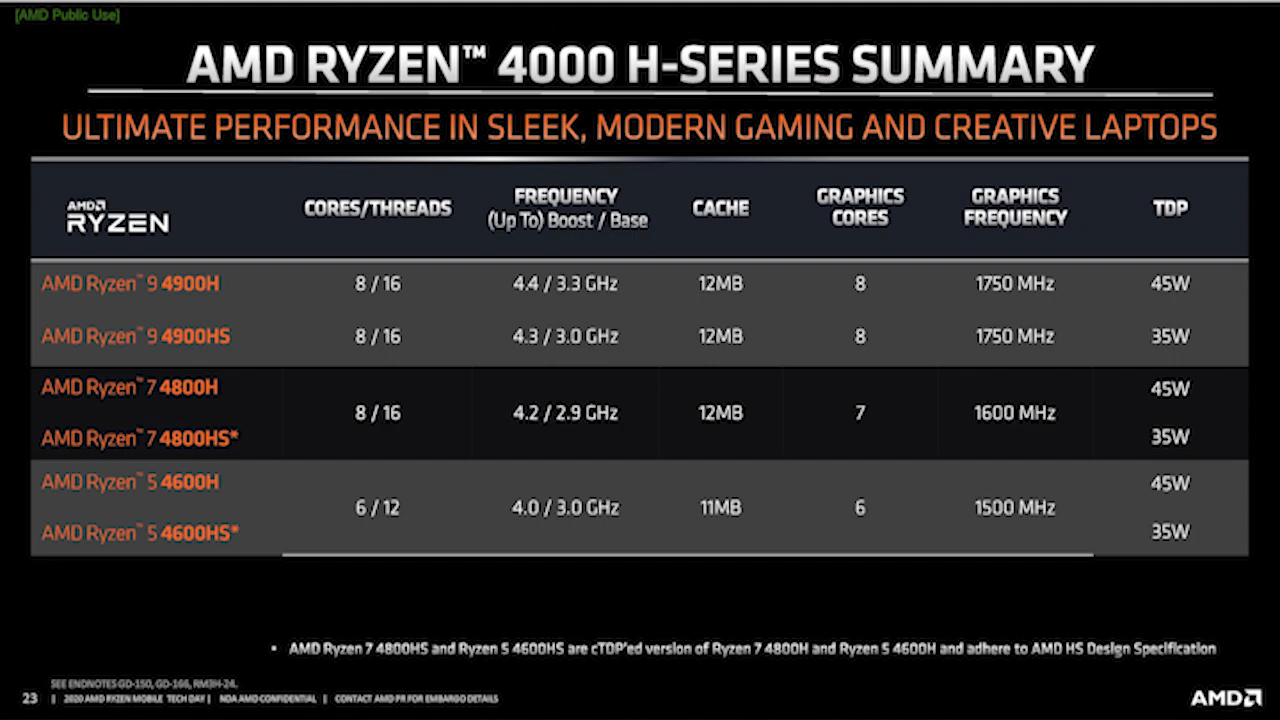 [AMD Public Use]
AMD RYZEN™ 4000 H-SERIES SUMMARY
ULTIMATE PERFORMANCE IN SLEEK, MODERN GAMING AND CREATIVE LAPTOPS
AMD RYZEN CORES/THREADS FREQUENCY (Up To) Boost / Base CACHE GRAPHICS CORES GRAPHICS FREQUENCY TDP
AMD Ryzen™ 9 4900H 8 / 16 4.4 / 3.3 GHz 12MB 8 1750 MHz 45W
AMD Ryzen™ 9 4900HS 8 / 16 4.3 / 3.0 GHz 12MB 8 1750 MHz 35W
AMD Ryzen™ 7 4800H 8 / 16 4.2 / 2.9 GHz 12MB 7 1600 MHz 45W
AMD Ryzen™ 7 4800HS* 35W
AMD Ryzen™ 5 4600H 6 / 12 4.0 / 3.0 GHz 11MB 6 1500 MHz 45W
AMD Ryzen™ 5 4600HS* 35W
▪ AMD Ryzen 7 4800HS and Ryzen 5 4600HS are cTDP'ed version of Ryzen 7 4800H and Ryzen 5 4600H and adhere to AMD HS Design Specification
SEE ENDNOTES GD-150, GD-166, RM3H-24.
23 | 2020 AMD RYZEN MOBILE TECH DAY | NDA AMD CONFIDENTIAL | CONTACT AMD PR FOR EMBARGO DETAILS
AMD